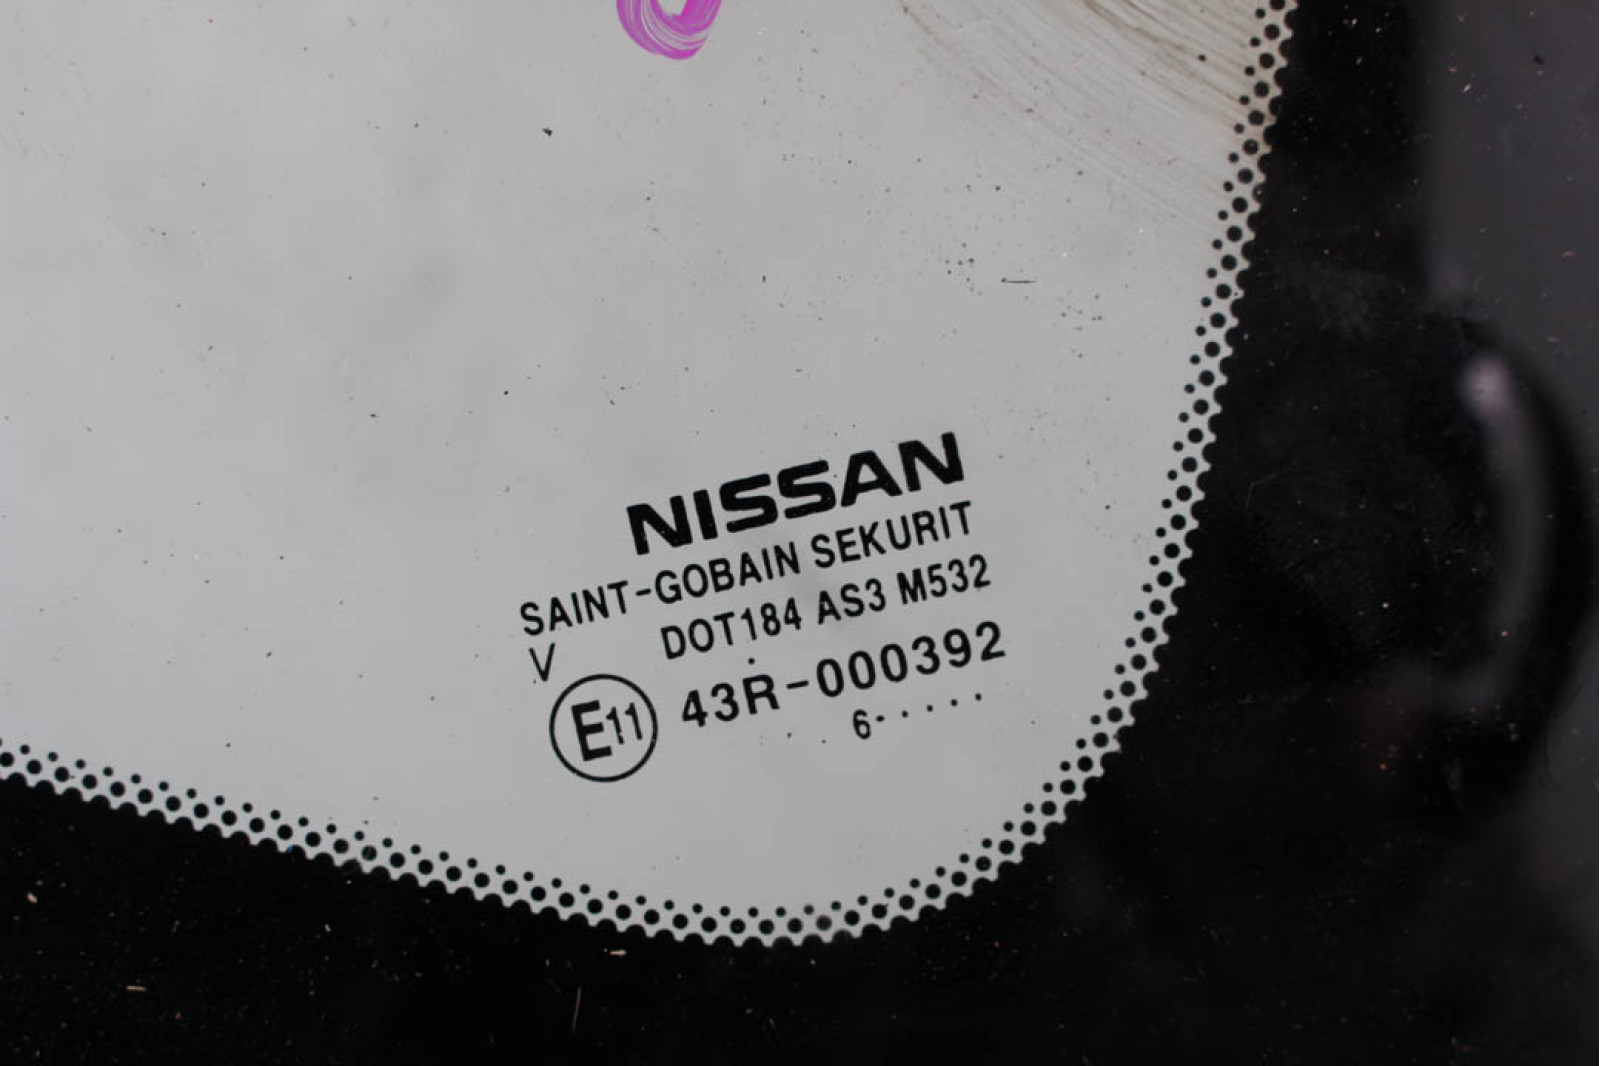 NISSAN
SAINT-GOBAIN SEKURIT
V DOT184 AS3 M532
E11 43R-000392
. . 6-.....